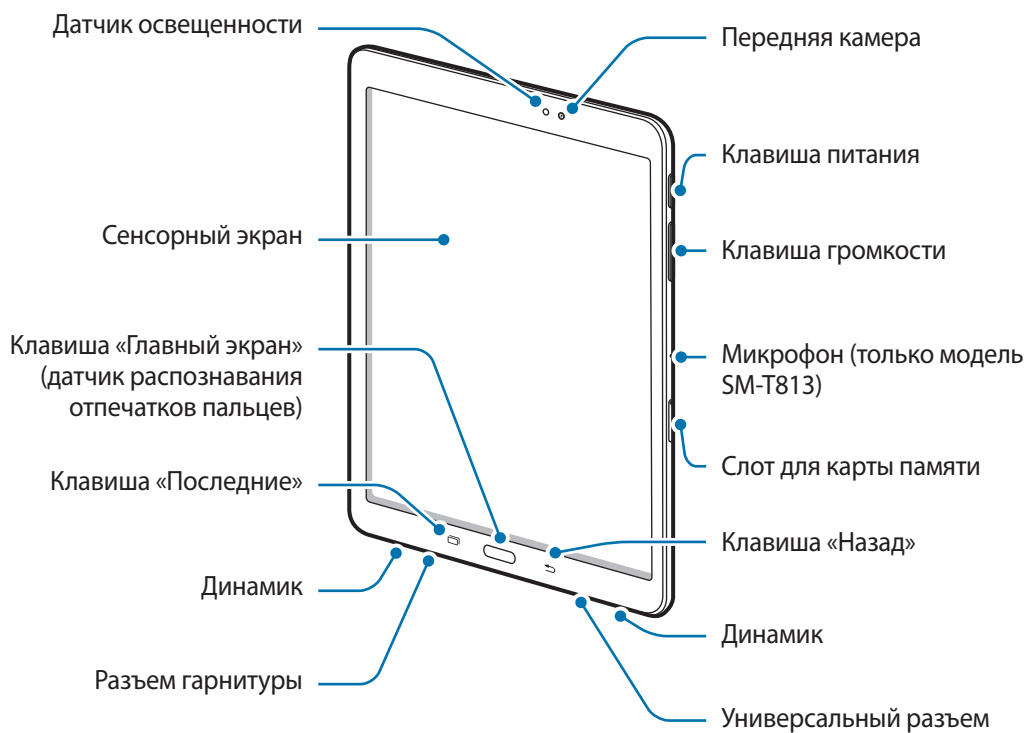 Датчик освещенности
Передняя камера
Клавиша питания
Сенсорный экран
Клавиша громкости
Клавиша «Главный экран»
(датчик распознавания
отпечатков пальцев)
Микрофон (только модель
SM-T813)
Клавиша «Последние»
Слот для карты памяти
Клавиша «Назад»
Динамик
Динамик
Разъем гарнитуры
Универсальный разъем